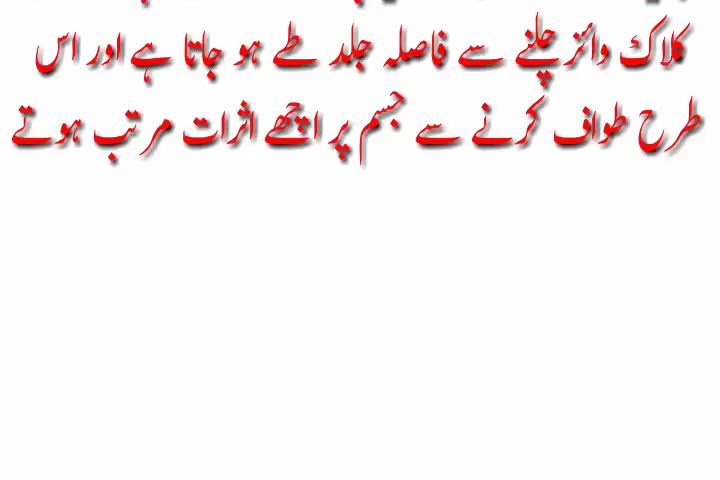 کلاک وائز چلنے سے فاصلہ جلد طے ہو جاتا ہے اور اس
طرح طواف کرنے سے جسم پر اچھے اثرات مرتب ہوتے